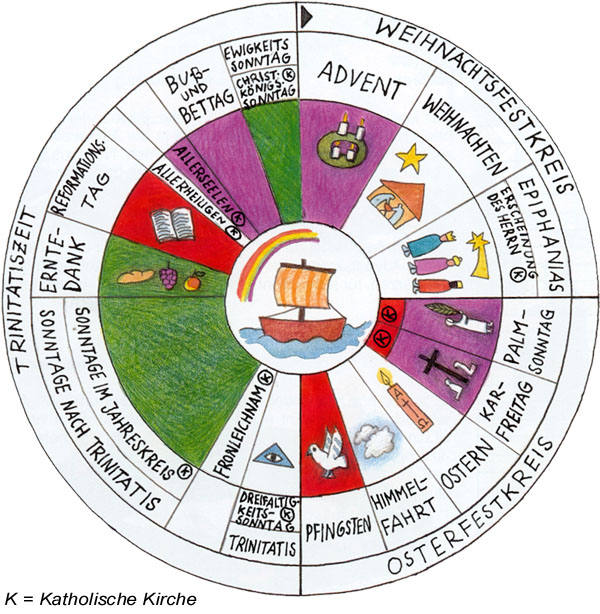 WEIHNACHTSFESTKREIS
ADVENT
WEIHNACHTEN
EPIPHANIAS
ERSCHEINUNG
DES HERRN K
OSTERFESTKREIS
PALM-
SONNTAG
KAR-
FREITAG
K K
OSTERN
HIMMEL-
FAHRT
PFINGSTEN
TRINITATISZEIT
DREIFALTIG-
KEITS- K
SONNTAG
TRINITATIS
FRONLEICHNAM K
SONNTAGE IM JAHRESKREIS K
SONNTAGE NACH TRINITATIS
ERNTE-
DANK
REFORMATIONS-
TAG
ALLERSEELEN K
ALLERHEILIGEN K
BUß-
UND
BETTAG
EWIGKEITS
SONNTAG
CHRIST- K
KÖNIGS-
SONNTAG
K = Katholische Kirche